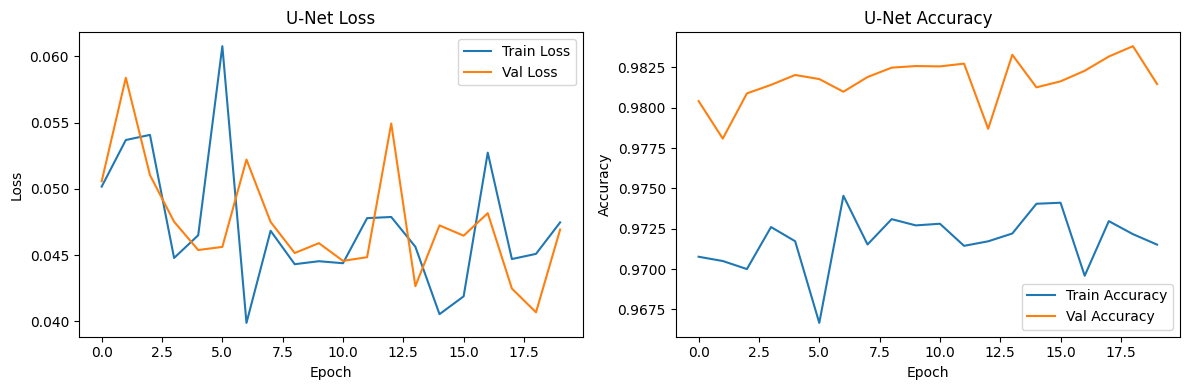 U-Net Loss
Train Loss
Val Loss
0.060
0.055
0.050
0.045
0.040
Loss
0.0 2.5 5.0 7.5 10.0 12.5 15.0 17.5
Epoch
U-Net Accuracy
0.9825
0.9800
0.9775
0.9750
0.9725
0.9700
0.9675
Accuracy
Train Accuracy
Val Accuracy
0.0 2.5 5.0 7.5 10.0 12.5 15.0 17.5
Epoch